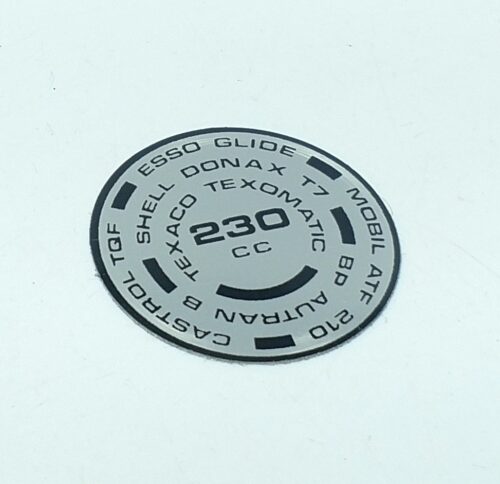 ESSO GLIDE
MOBIL ATF 210
CASTROL TQF
SHELL DONAX T7
BP AUTRAN B
TEXACO TEXOMATIC
230
CC